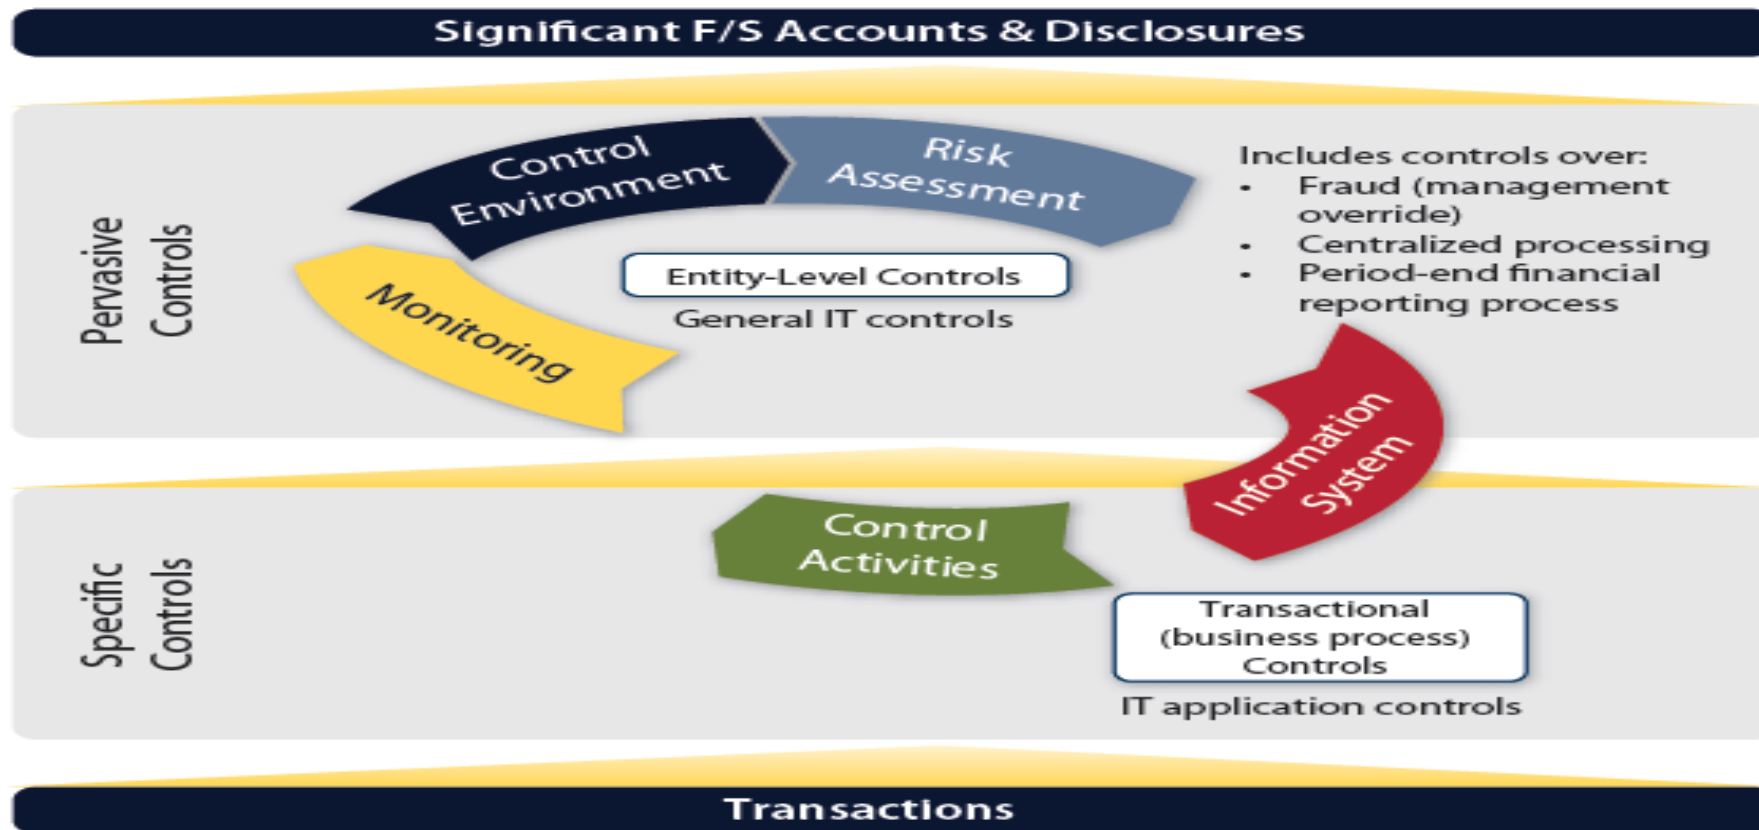 Significant F/S Accounts & Disclosures
Pervasive
Controls
Control
Environment
Risk
Assessment
Monitoring
Entity-Level Controls
General IT controls
Includes controls over:
• Fraud (management
override)
• Centralized processing
• Period-end financial
reporting process
Information
System
Specific
Controls
Control
Activities
Transactional
(business process)
Controls
IT application controls
Transactions